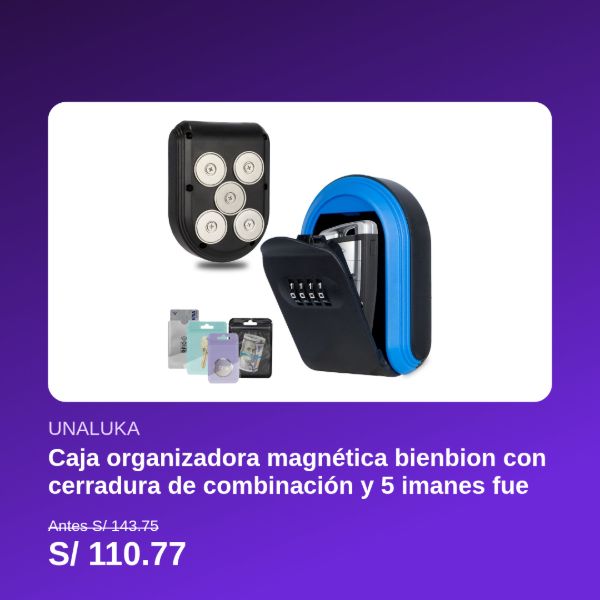 UNALUKA
Caja organizadora magnética bienbion con
cerradura de combinación y 5 imanes fue
Antes S/ 143.75
S/ 110.77